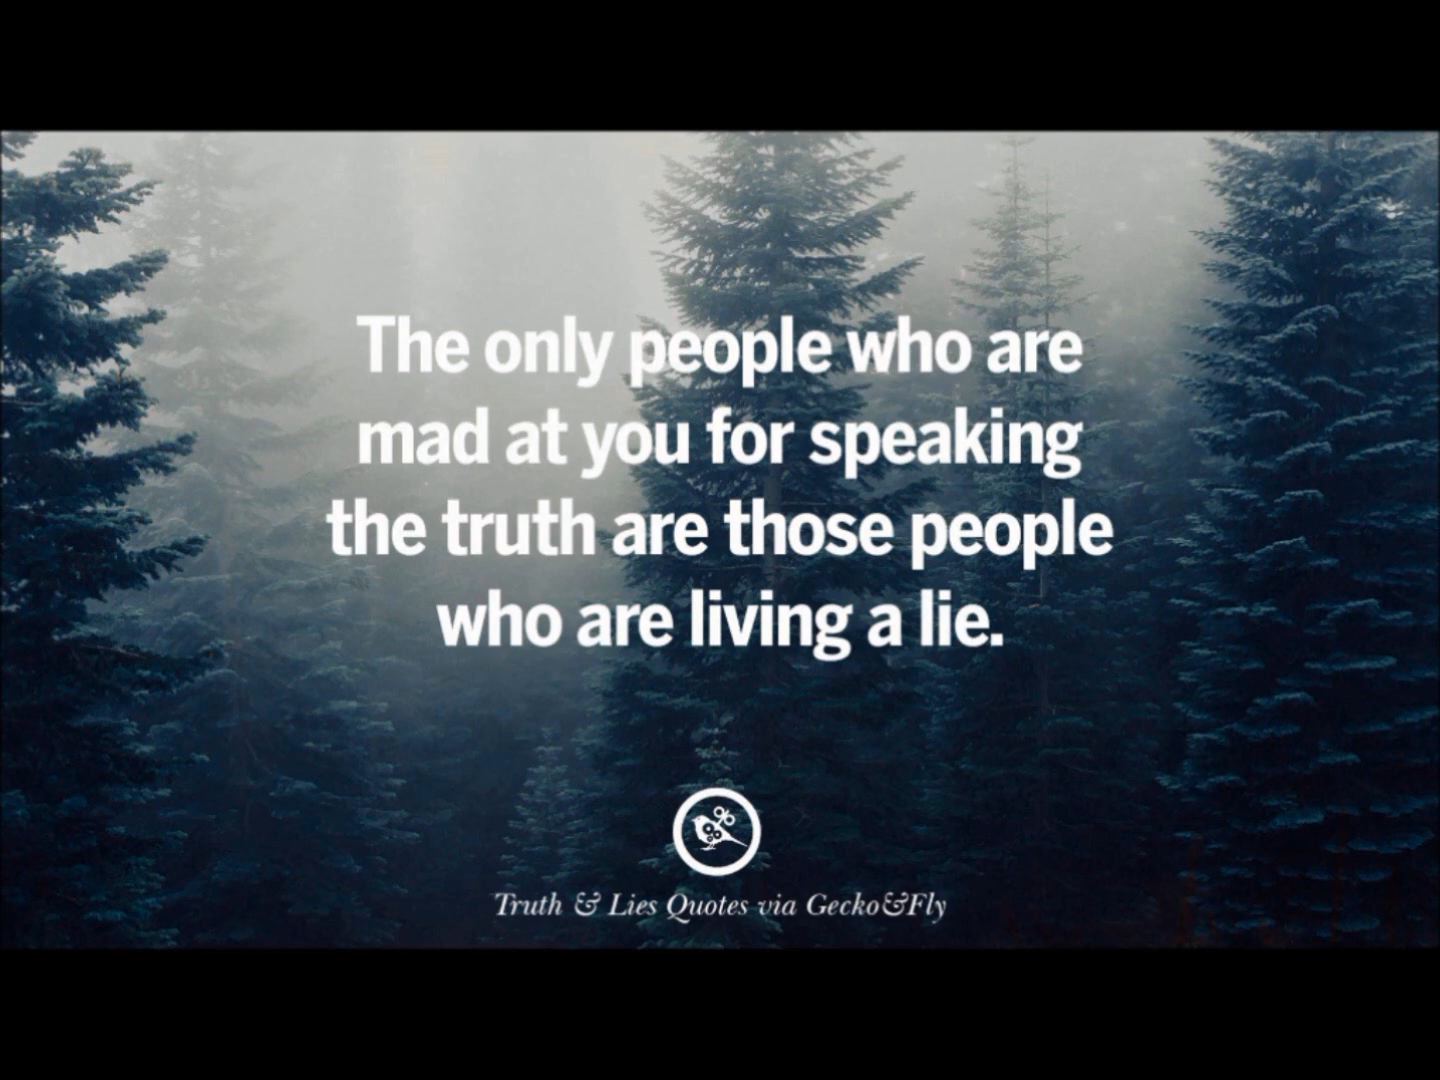 The only people who are
mad at you for speaking
the truth are those people
who are living a lie.
Truth & Lies Quotes via Gecko&Fly